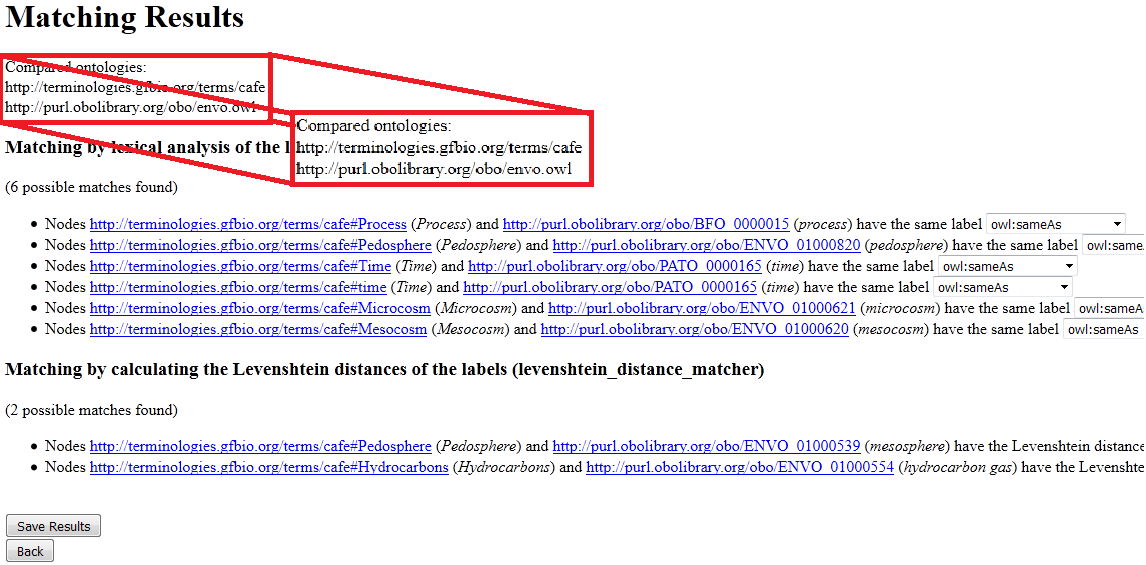 Matching Results
Compared ontologies:
http://terminologies.gfbio.org/terms/cafe
http://purl.obolibrary.org/obo/envo.owl
Compared ontologies:
http://terminologies.gfbio.org/terms/cafe
http://purl.obolibrary.org/obo/envo.owl
Matching by lexical analysis of the l
(6 possible matches found)
• Nodes http://terminologies.gfbio.org/terms/cafe#Process (Process) and http://purl.obolibrary.org/obo/BFO_0000015 (process) have the same label owl:sameAs
• Nodes http://terminologies.gfbio.org/terms/cafe#Pedosphere (Pedosphere) and http://purl.obolibrary.org/obo/ENVO_01000820 (pedosphere) have the same label owl:same
• Nodes http://terminologies.gfbio.org/terms/cafe#Time (Time) and http://purl.obolibrary.org/obo/PATO_0000165 (time) have the same label owl:sameAs
• Nodes http://terminologies.gfbio.org/terms/cafe#time (Time) and http://purl.obolibrary.org/obo/PATO_0000165 (time) have the same label owl:sameAs
• Nodes http://terminologies.gfbio.org/terms/cafe#Microcosm (Microcosm) and http://purl.obolibrary.org/obo/ENVO_01000621 (microcosm) have the same label owl:sameA
• Nodes http://terminologies.gfbio.org/terms/cafe#Mesocosm (Mesocosm) and http://purl.obolibrary.org/obo/ENVO_01000620 (mesocosm) have the same label owl:sameAs
Matching by calculating the Levenshtein distances of the labels (levenshtein_distance_matcher)
(2 possible matches found)
• Nodes http://terminologies.gfbio.org/terms/cafe#Pedosphere (Pedosphere) and http://purl.obolibrary.org/obo/ENVO_01000539 (mesosphere) have the Levenshtein distance
• Nodes http://terminologies.gfbio.org/terms/cafe#Hydrocarbons (Hydrocarbons) and http://purl.obolibrary.org/obo/ENVO_01000554 (hydrocarbon gas) have the Levenshte
Save Results
Back